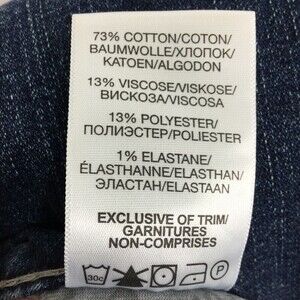 73% COTTON/COTON/
BAUMWOLLE/ХЛОПОК/
KATOEN/ALGODON
13% VISCOSE/VISKOSE/
ВИСКОЗА/VISCOSA
13% POLYESTER/
ПОЛИЭСТЕР/POLIESTER
1% ELASTANE/
ÉLASTHANNE/ELASTHAN/
ЭЛАСТАН/ELASTAAN
EXCLUSIVE OF TRIM/
GARNITURES
NON-COMPRISES
30c P